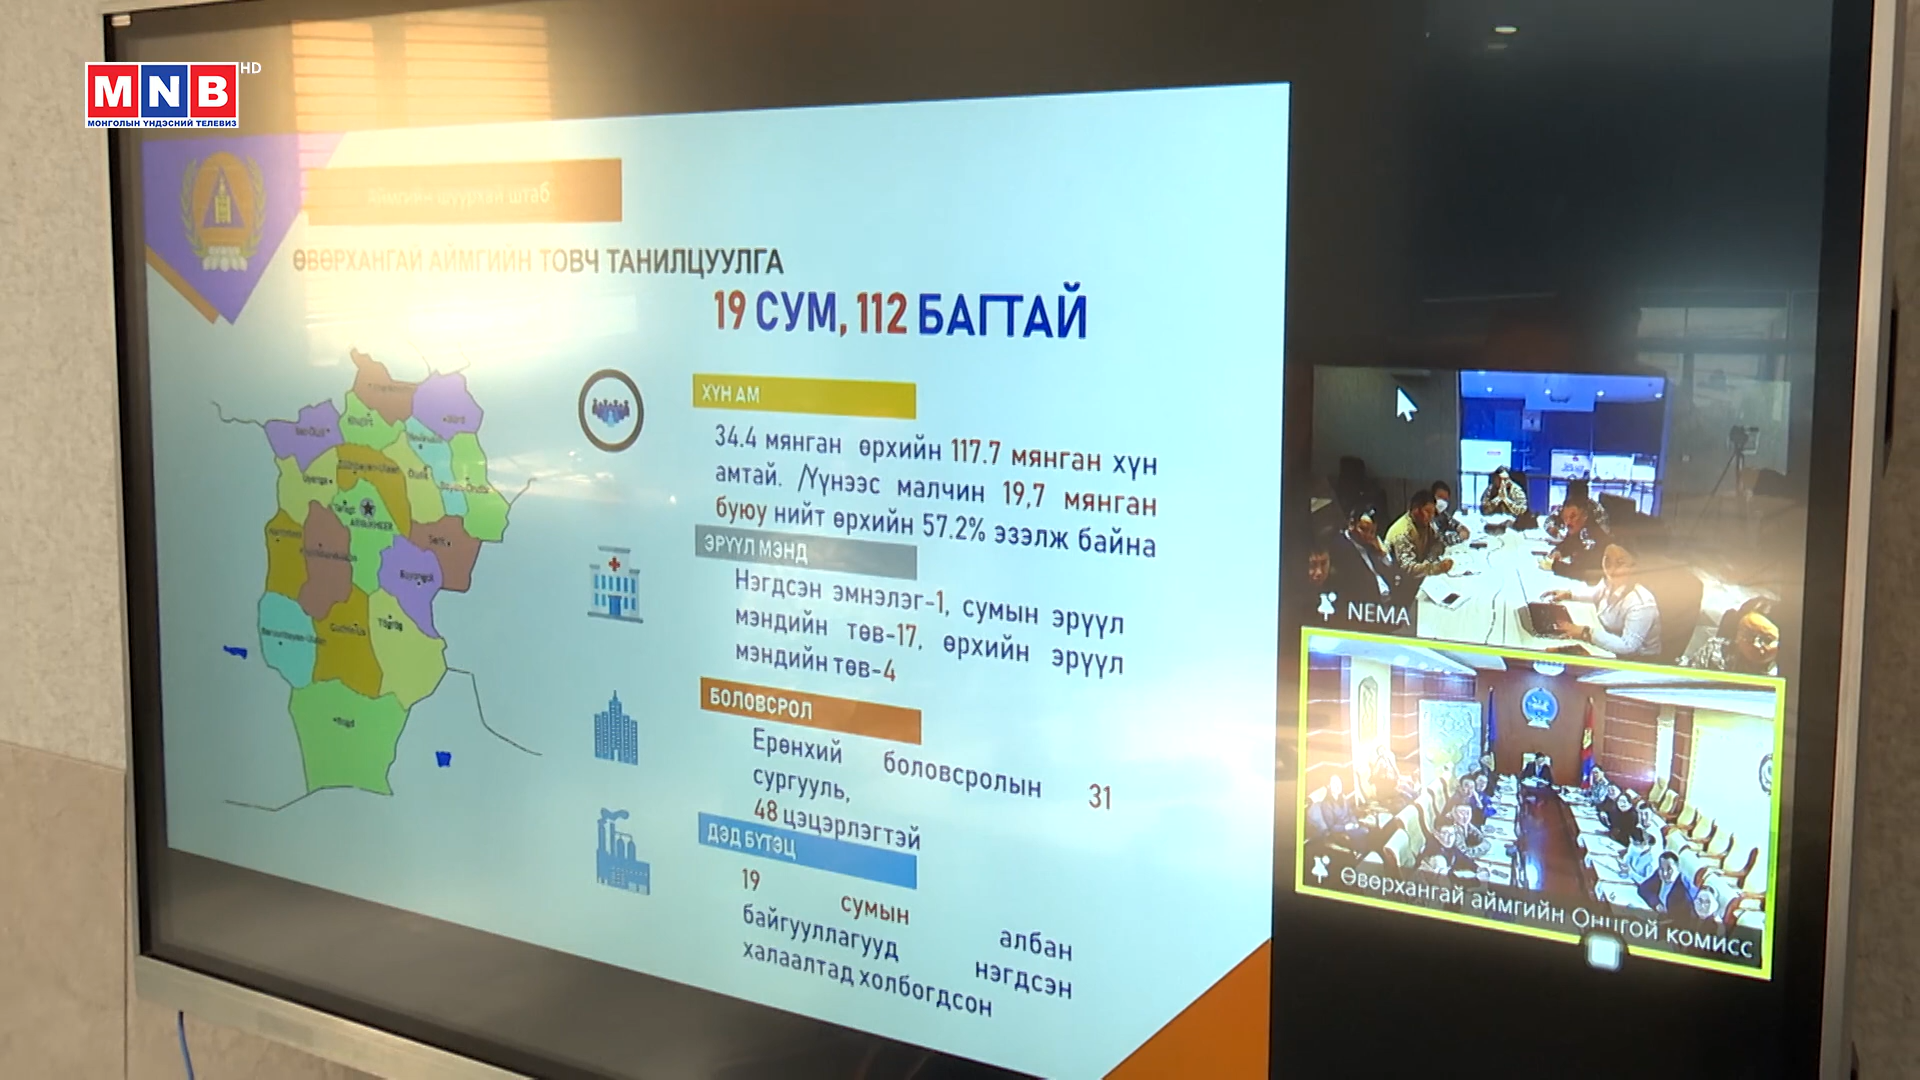 MNB HD
МОНГОЛЫН ҮНДЭСНИЙ ТЕЛЕВИЗ
Аймгийн шуурхай штаб
ӨВӨРХАНГАЙ АЙМГИЙН ТОВЧ ТАНИЛЦУУЛГА
19 СУМ, 112 БАГТАЙ
ХҮН АМ
34.4 мянган өрхийн 117.7 мянган хүн
амтай. /Үүнээс малчин 19,7 мянган
буюу нийт өрхийн 57.2% эзэлж байна
ЭРҮҮЛ МЭНД
Нэгдсэн эмнэлэг-1, сумын эрүүл
мэндийн төв-17, өрхийн эрүүл
мэндийн төв-4
БОЛОВСРОЛ
Ерөнхий боловсролын 31
сургууль,
48 цэцэрлэгтэй
ДЭД БҮТЭЦ
19 сумын албан
байгууллагууд нэгдсэн
халаалтад холбогдсон
NEMA
Өвөрхангай аймгийн Онцгой комисс